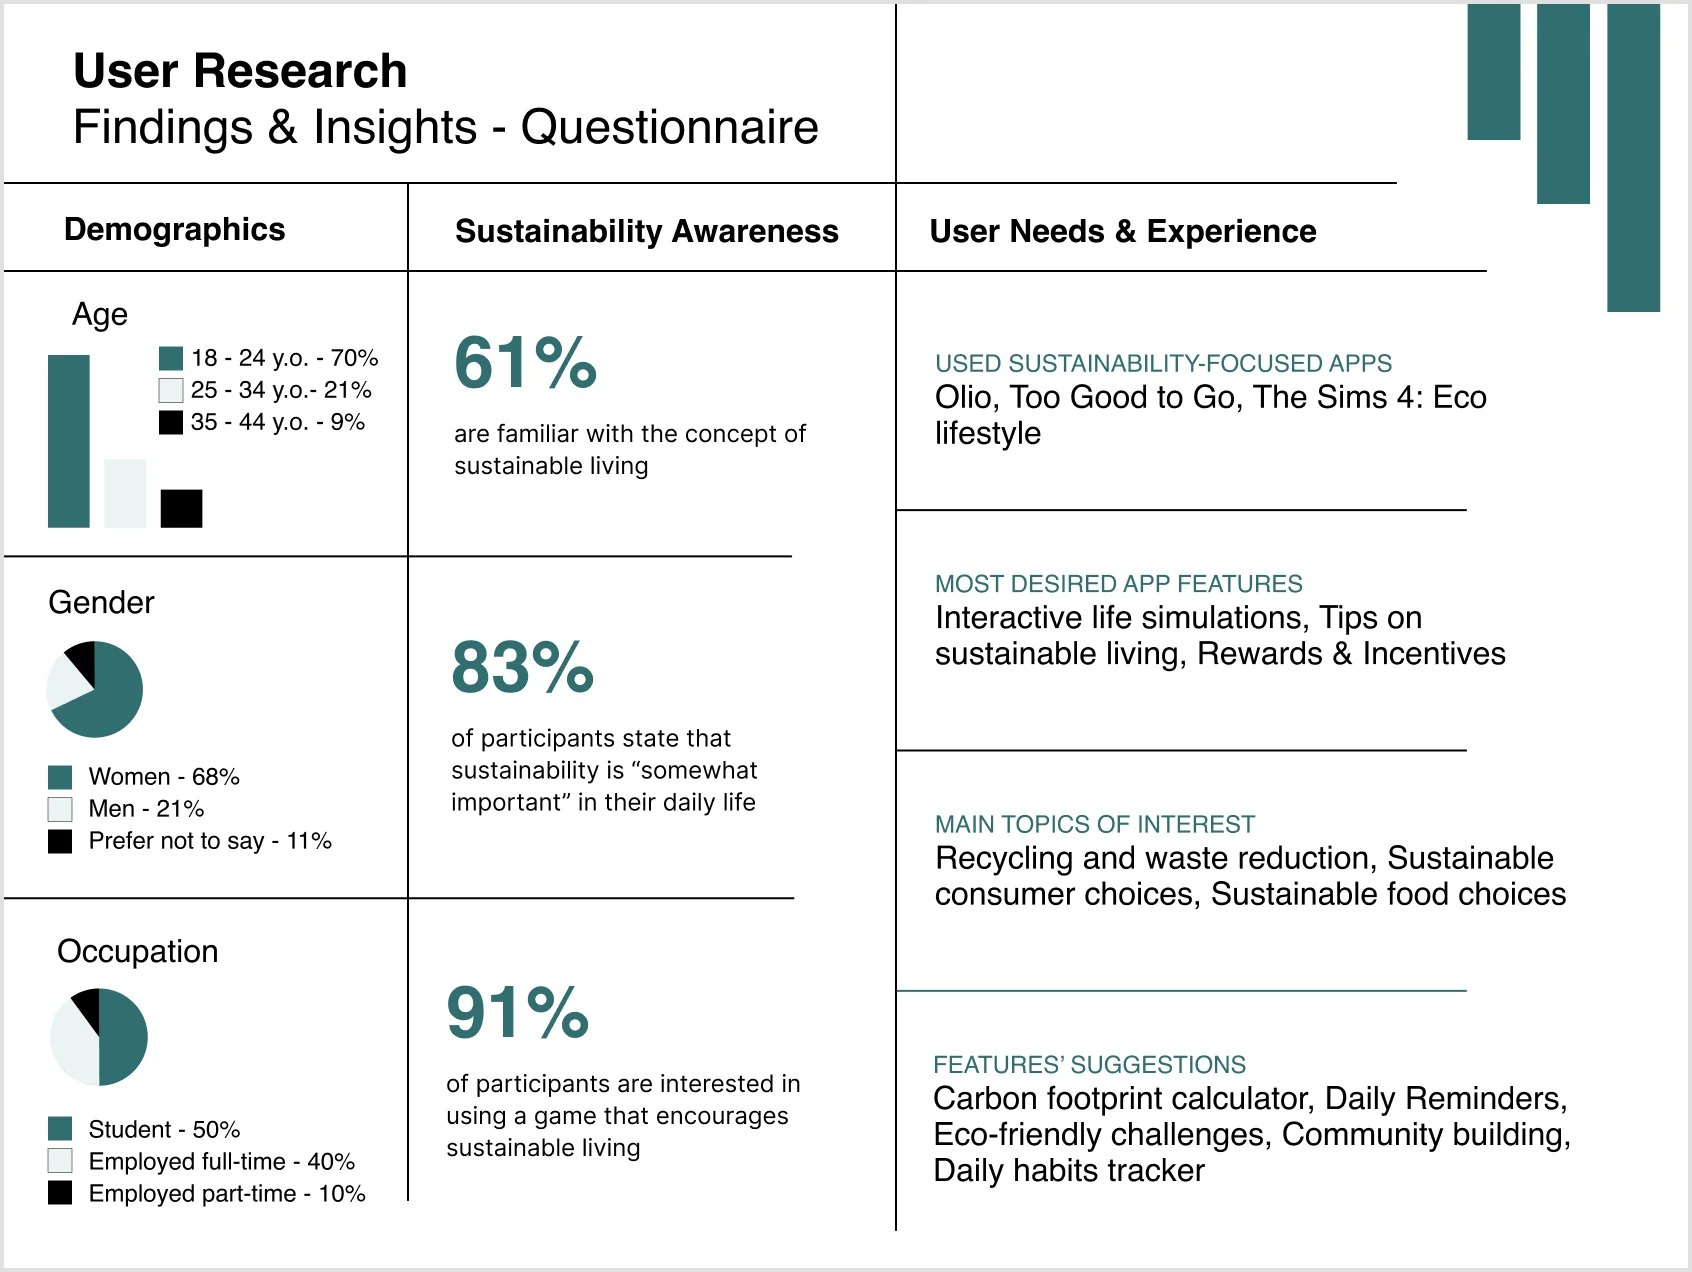 User Research
Findings & Insights - Questionnaire
Demographics
Sustainability Awareness
User Needs & Experience
Age
18 - 24 y.o. - 70%
25 - 34 y.o.- 21%
35 - 44 y.o. - 9%
Gender
Women - 68%
Men - 21%
Prefer not to say - 11%
Occupation
Student - 50%
Employed full-time - 40%
Employed part-time - 10%
61%
are familiar with the concept of
sustainable living
83%
of participants state that
sustainability is “somewhat
important” in their daily life
91%
of participants are interested in
using a game that encourages
sustainable living
USED SUSTAINABILITY-FOCUSED APPS
Olio, Too Good to Go, The Sims 4: Eco
lifestyle
MOST DESIRED APP FEATURES
Interactive life simulations, Tips on
sustainable living, Rewards & Incentives
MAIN TOPICS OF INTEREST
Recycling and waste reduction, Sustainable
consumer choices, Sustainable food choices
FEATURES’ SUGGESTIONS
Carbon footprint calculator, Daily Reminders,
Eco-friendly challenges, Community building,
Daily habits tracker